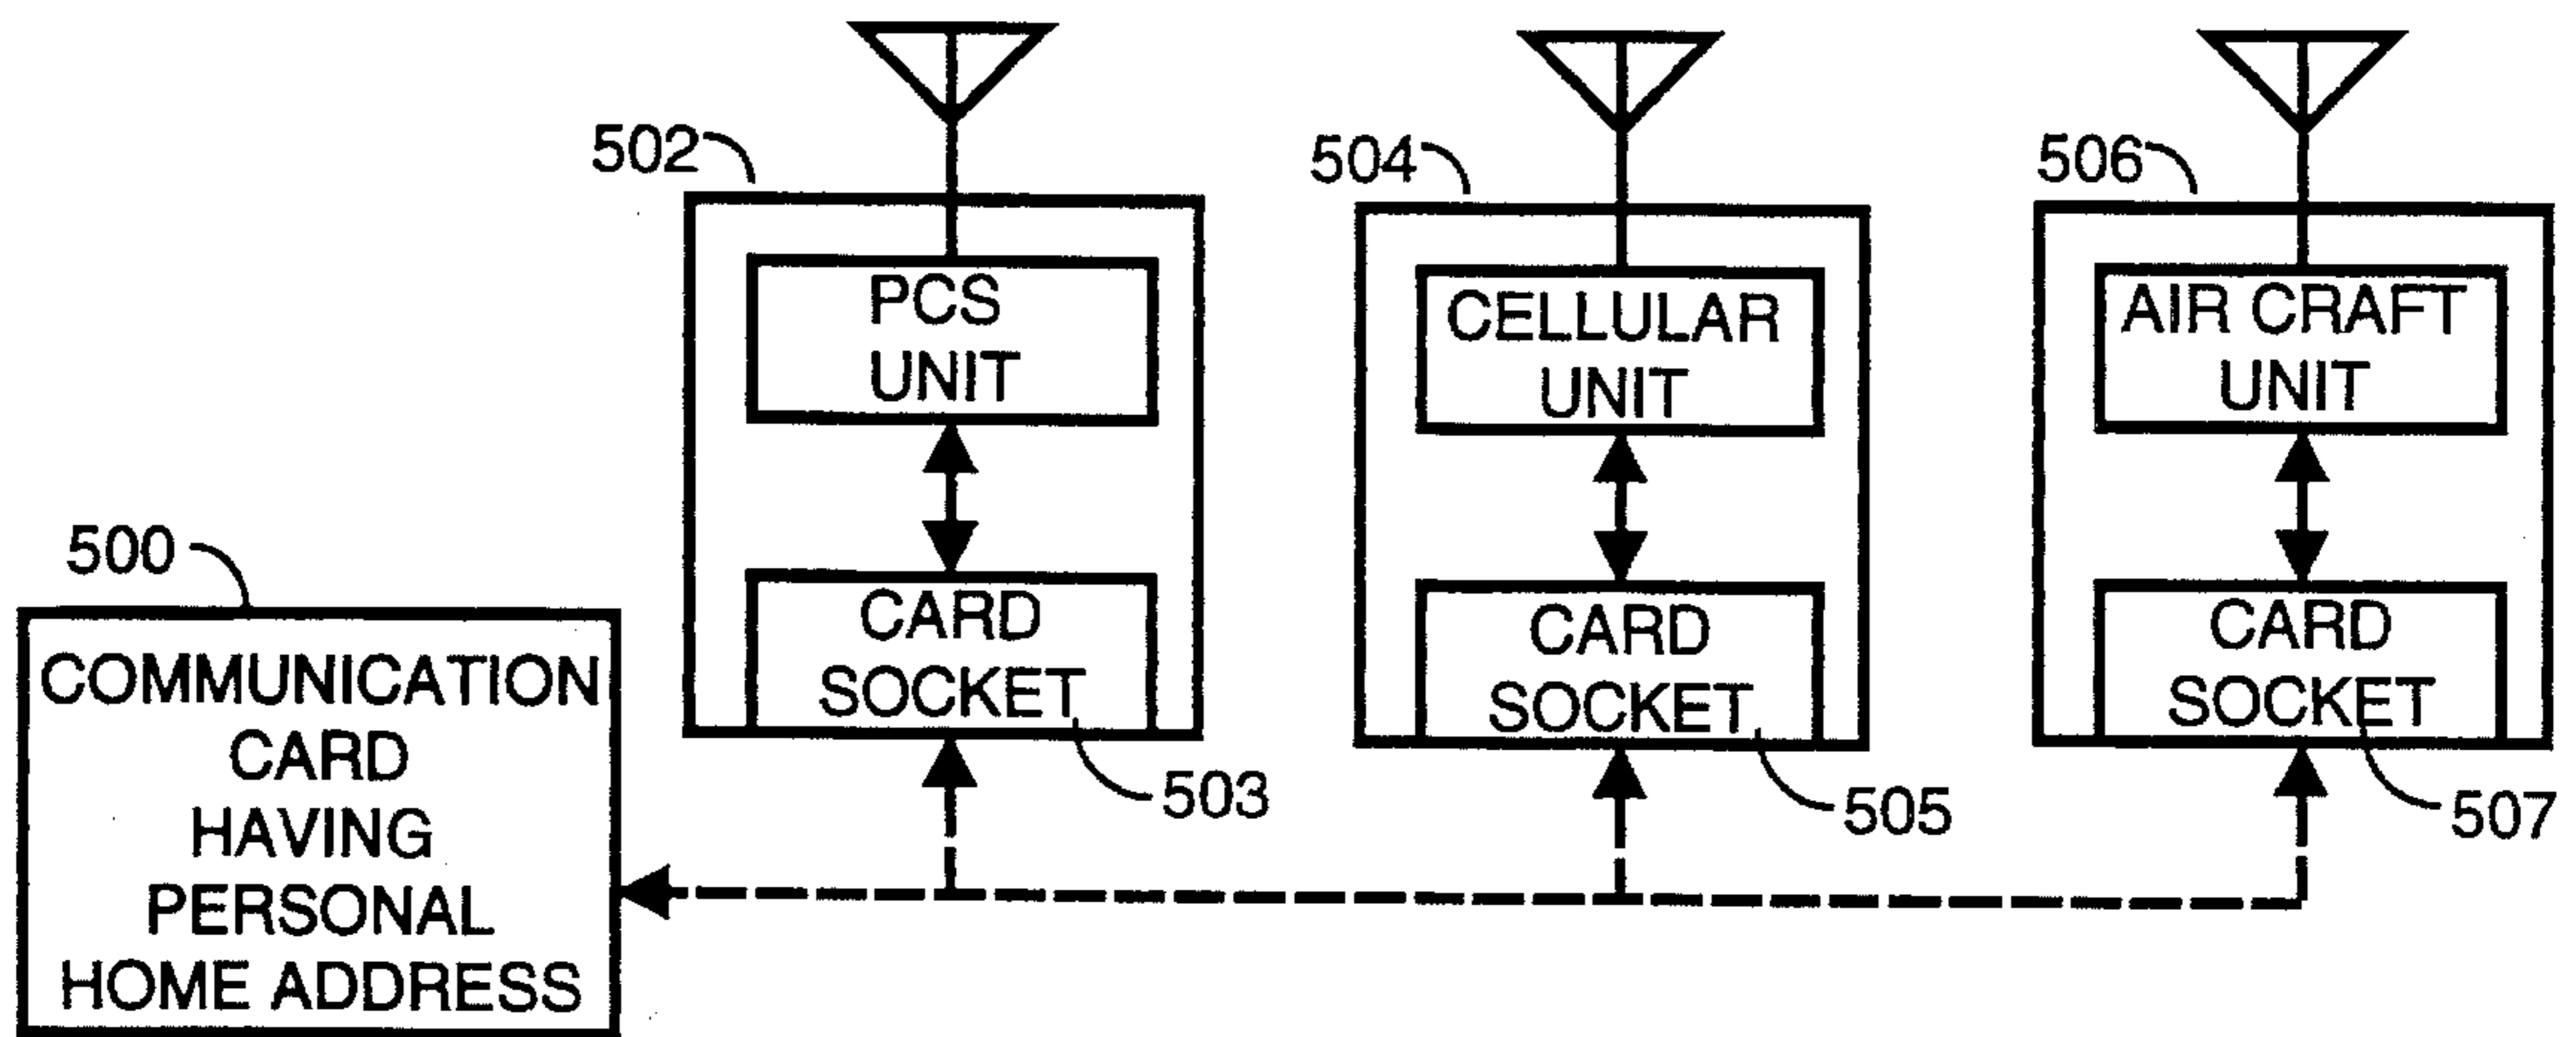 502
504
506
PCS
UNIT
CELLULAR
UNIT
AIR CRAFT
UNIT
500
CARD
SOCKET
CARD
SOCKET
CARD
SOCKET
503
505
507
COMMUNICATION
CARD
HAVING
PERSONAL
HOME ADDRESS